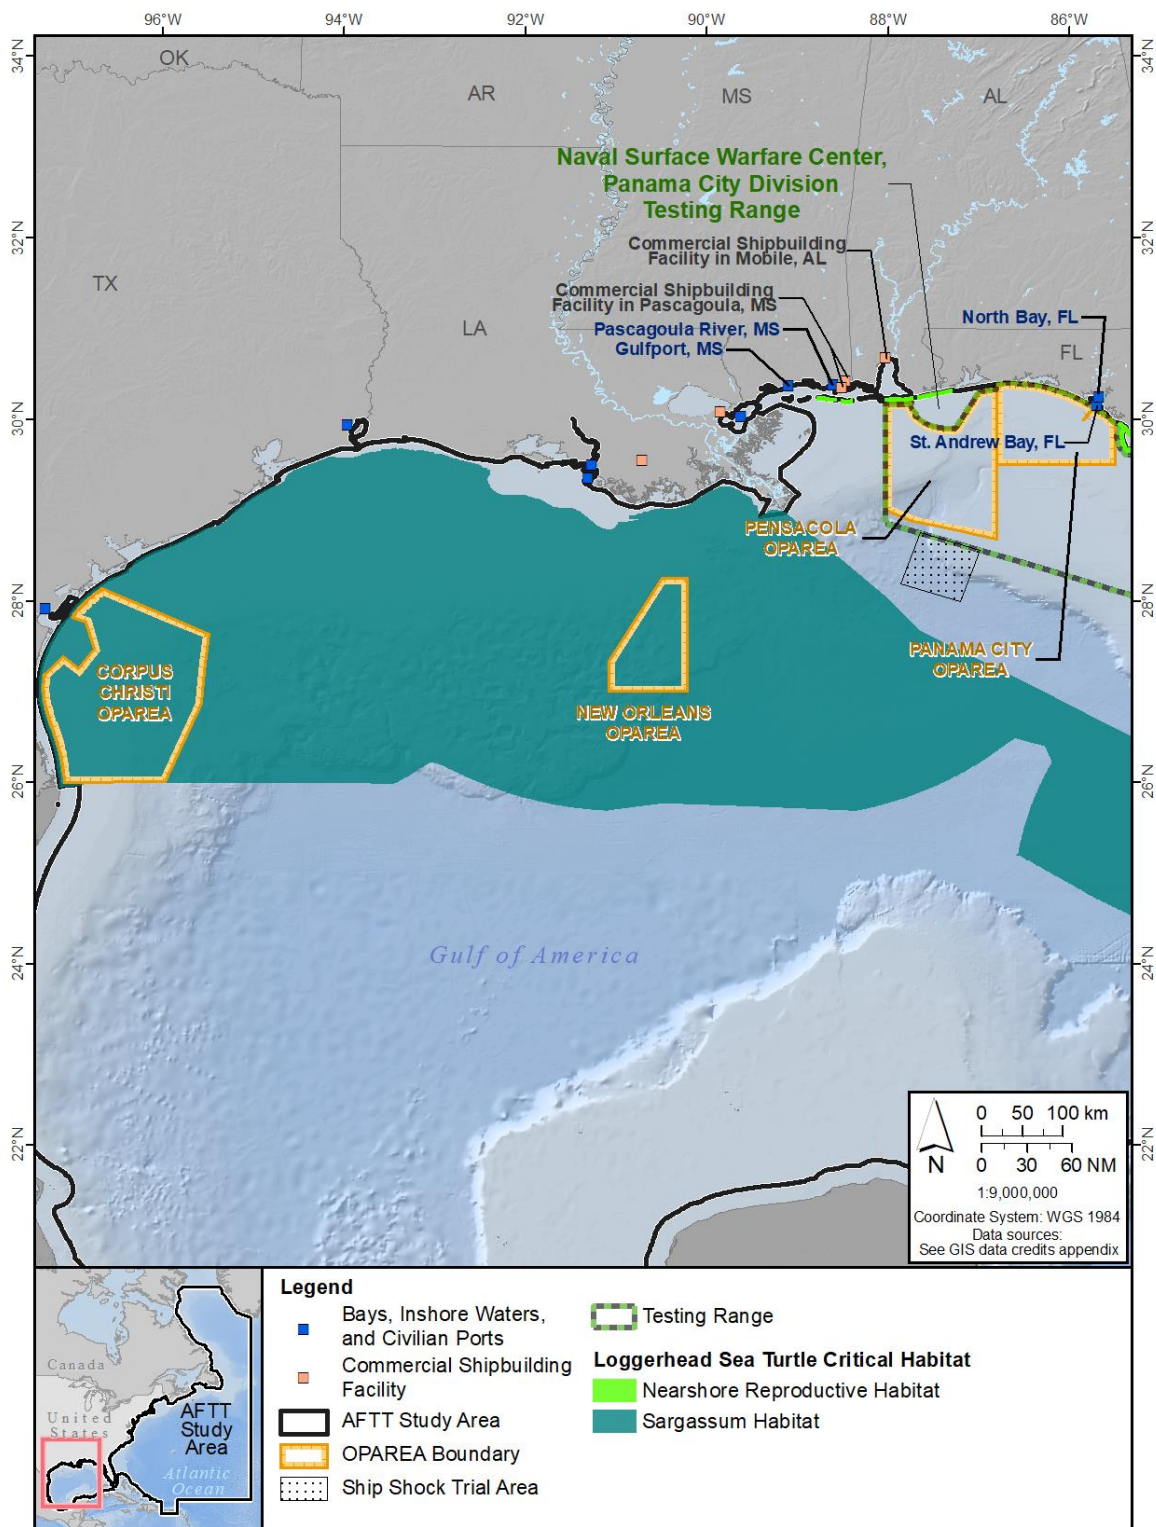 96°W
94°W
92°W
90°W
88°W
86°W
34°N
34°N
OK
AR
MS
AL
Naval Surface Warfare Center,
Panama City Division
Testing Range
32°N
32°N
Commercial Shipbuilding
Facility in Mobile, AL
TX
Commercial Shipbuilding
Facility in Pascagoula, MS
LA
Pascagoula River, MS
Gulfport, MS
North Bay, FL
FL
30°N
30°N
St. Andrew Bay, FL
PENSACOLA
OPAREA
28°N
28°N
PANAMA CITY
OPAREA
CORPUS
CHRISTI
OPAREA
NEW ORLEANS
OPAREA
26°N
26°N
Gulf of America
24°N
24°N
22°N
22°N
N
0 50 100 km
0 30 60 NM
1:9,000,000
Coordinate System: WGS 1984
Data sources:
See GIS data credits appendix
Canada
United
States
AFTT
Study
Area
Atlantic
Ocean
Legend
Bays, Inshore Waters,
and Civilian Ports
Commercial Shipbuilding
Facility
AFTT Study Area
OPAREA Boundary
Ship Shock Trial Area
Testing Range
Loggerhead Sea Turtle Critical Habitat
Nearshore Reproductive Habitat
Sargassum Habitat